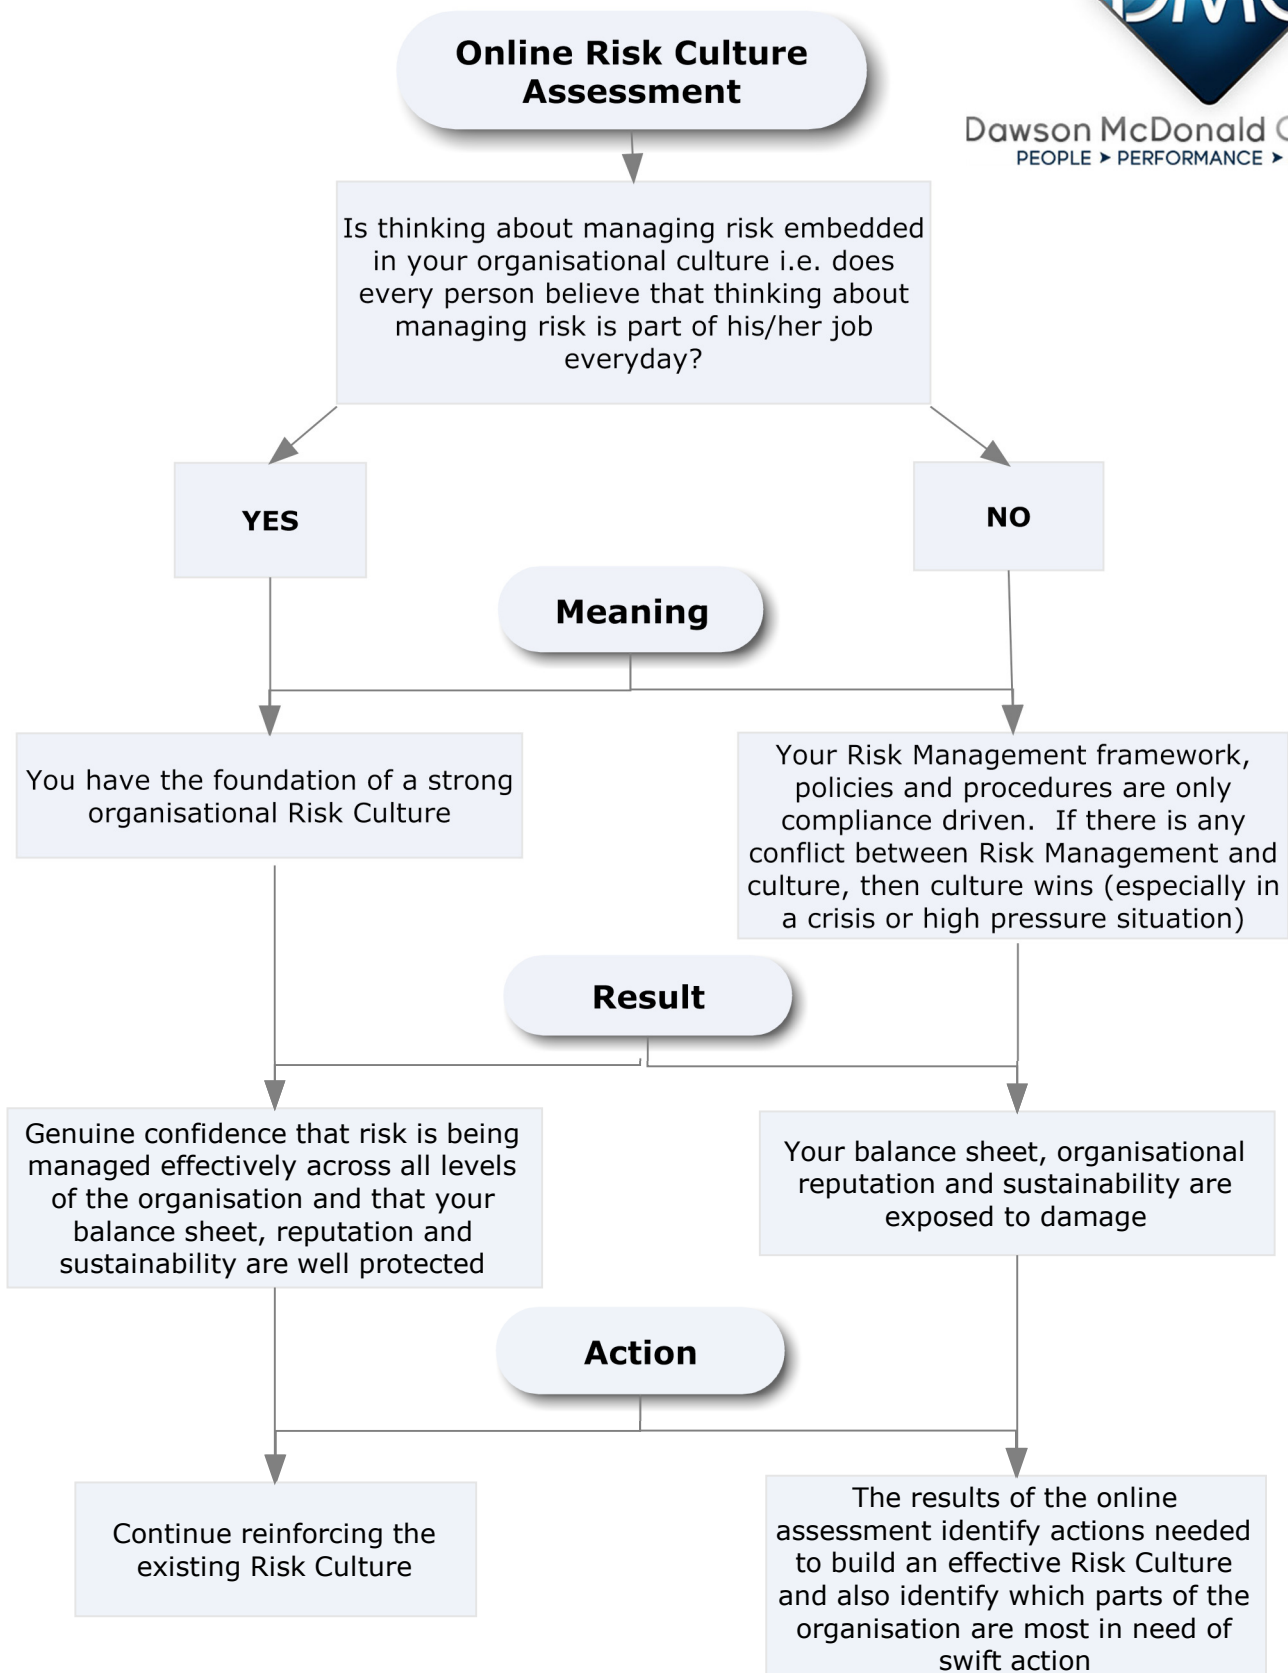 DMC
Dawson McDonald
PEOPLE ➤ PERFORMANCE ➤
Online Risk Culture
Assessment
Is thinking about managing risk embedded
in your organisational culture i.e. does
every person believe that thinking about
managing risk is part of his/her job
everyday?
YES
NO
Meaning
You have the foundation of a strong
organisational Risk Culture
Your Risk Management framework,
policies and procedures are only
compliance driven.  If there is any
conflict between Risk Management and
culture, then culture wins (especially in
a crisis or high pressure situation)
Result
Genuine confidence that risk is being
managed effectively across all levels
of the organisation and that your
balance sheet, reputation and
sustainability are well protected
Your balance sheet, organisational
reputation and sustainability are
exposed to damage
Action
Continue reinforcing the
existing Risk Culture
The results of the online
assessment identify actions needed
to build an effective Risk Culture
and also identify which parts of the
organisation are most in need of
swift action